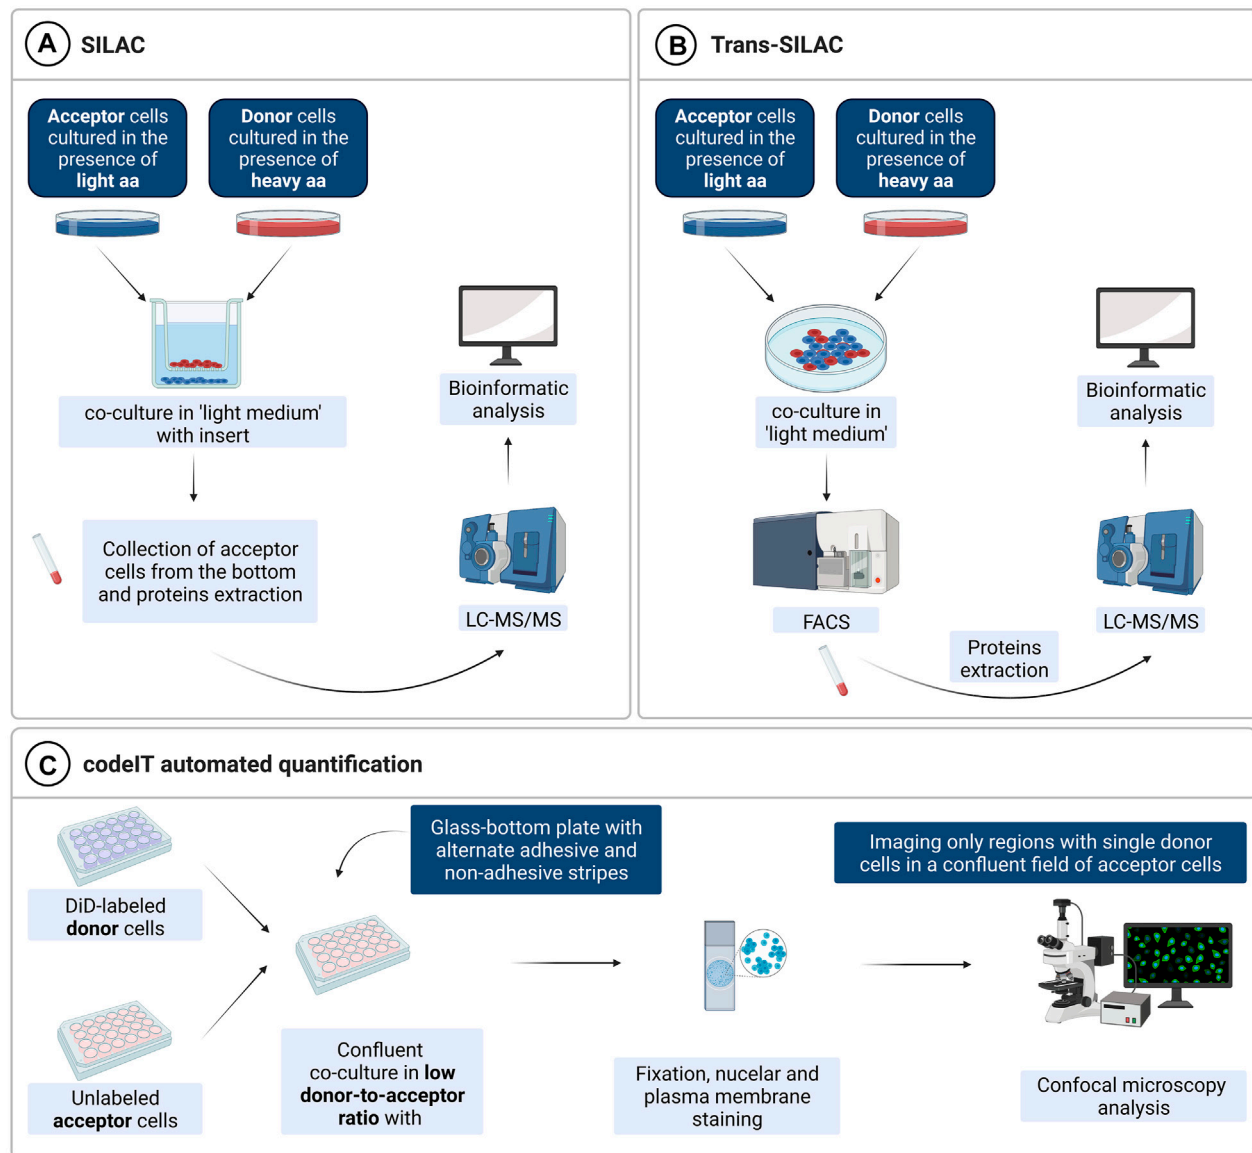 A SILAC
Acceptor cells
cultured in the
presence of
light aa
Donor cells
cultured in the
presence of
heavy aa
co-culture in 'light medium'
with insert
Collection of acceptor
cells from the bottom
and proteins extraction
LC-MS/MS
Bioinformatic
analysis
B Trans-SILAC
Acceptor cells
cultured in the
presence of
light aa
Donor cells
cultured in the
presence of
heavy aa
co-culture in
'light medium'
FACS
Proteins
extraction
LC-MS/MS
Bioinformatic
analysis
C codeIT automated quantification
DiD-labeled
donor cells
Unlabeled
acceptor cells
Glass-bottom plate with
alternate adhesive and
non-adhesive stripes
Confluent
co-culture in low
donor-to-acceptor
ratio with
Fixation, nucelar and
plasma membrane
staining
Imaging only regions with single donor
cells in a confluent field of acceptor cells
Confocal microscopy
analysis